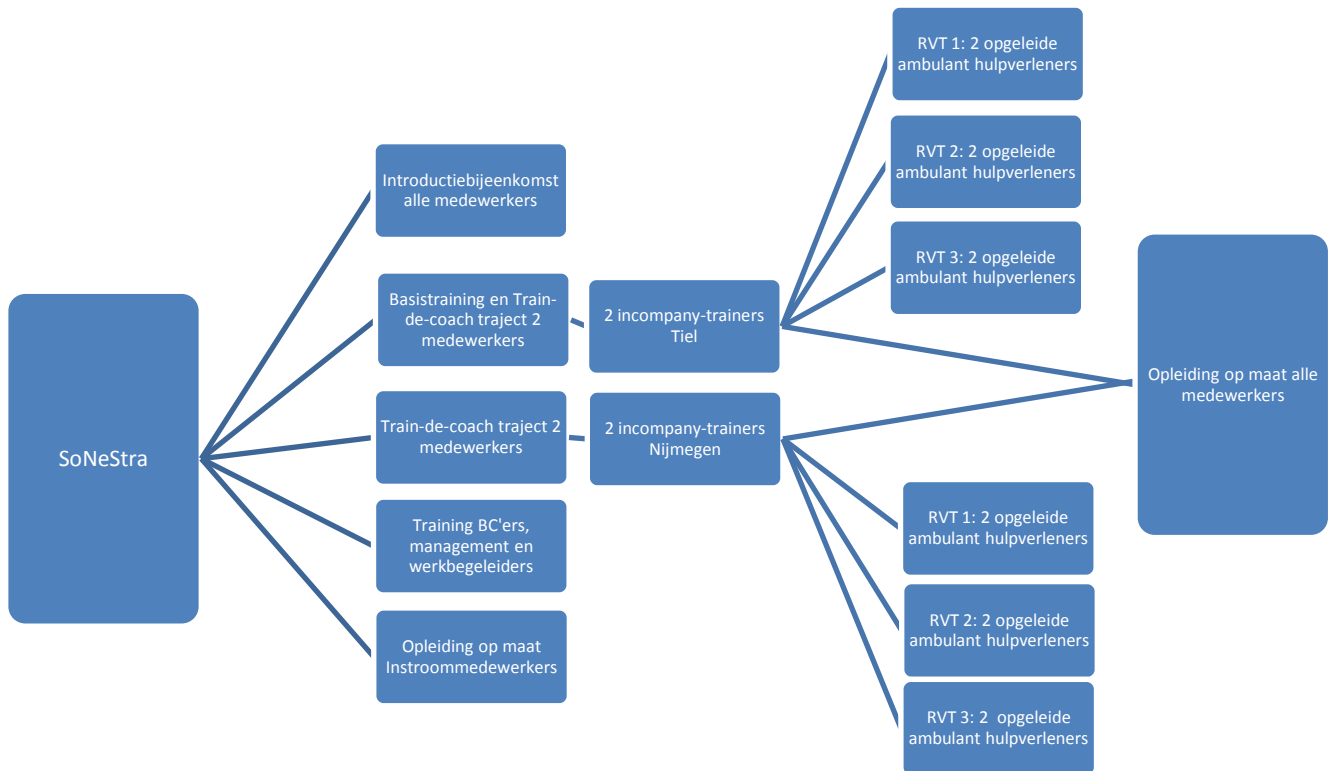 SoNeStra
Introductiebijeenkomst
alle medewerkers
Basistraining en Train-
de-coach traject 2
medewerkers
Train-de-coach traject 2
medewerkers
Training BC'ers,
management en
werkbegeleiders
Opleiding op maat
Instroommedewerkers
2 incompany-trainers
Tiel
2 incompany-trainers
Nijmegen
RVT 1: 2 opgeleide
ambulant hulpverleners
RVT 2: 2 opgeleide
ambulant hulpverleners
RVT 3: 2 opgeleide
ambulant hulpverleners
RVT 1: 2 opgeleide
ambulant hulpverleners
RVT 2: 2 opgeleide
ambulant hulpverleners
RVT 3: 2  opgeleide
ambulant hulpverleners
Opleiding op maat alle
medewerkers